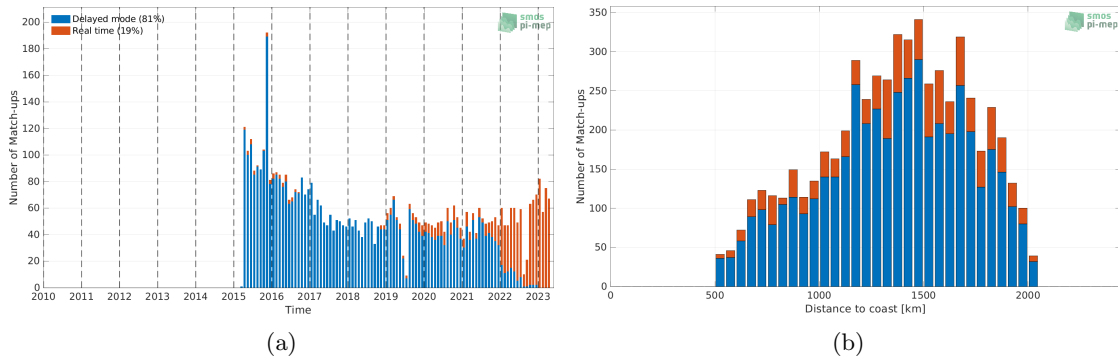 Delayed mode (81%)
Real time (19%)
smos
pi-mep
Number of Match-ups
200
180
160
140
120
100
80
60
40
20
0
2010 2011 2012 2013 2014 2015 2016 2017 2018 2019 2020 2021 2022 2023
Time
(a)
smos
pi-mep
Number of Match-ups
350
300
250
200
150
100
50
0
0 500 1000 1500 2000
Distance to coast [km]
(b)